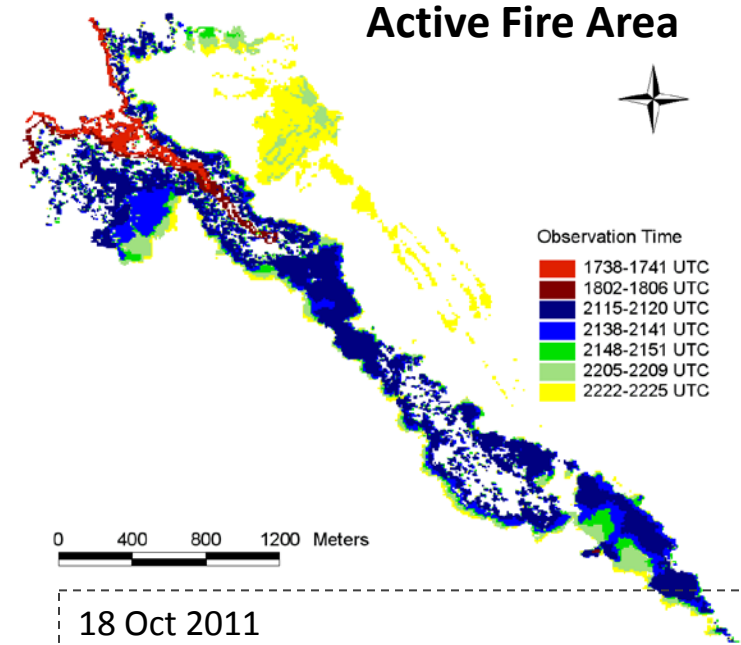 Active Fire Area
Observation Time
1738-1741 UTC
1802-1806 UTC
2115-2120 UTC
2138-2141 UTC
2148-2151 UTC
2205-2209 UTC
2222-2225 UTC
0 400 800 1200 Meters
18 Oct 2011